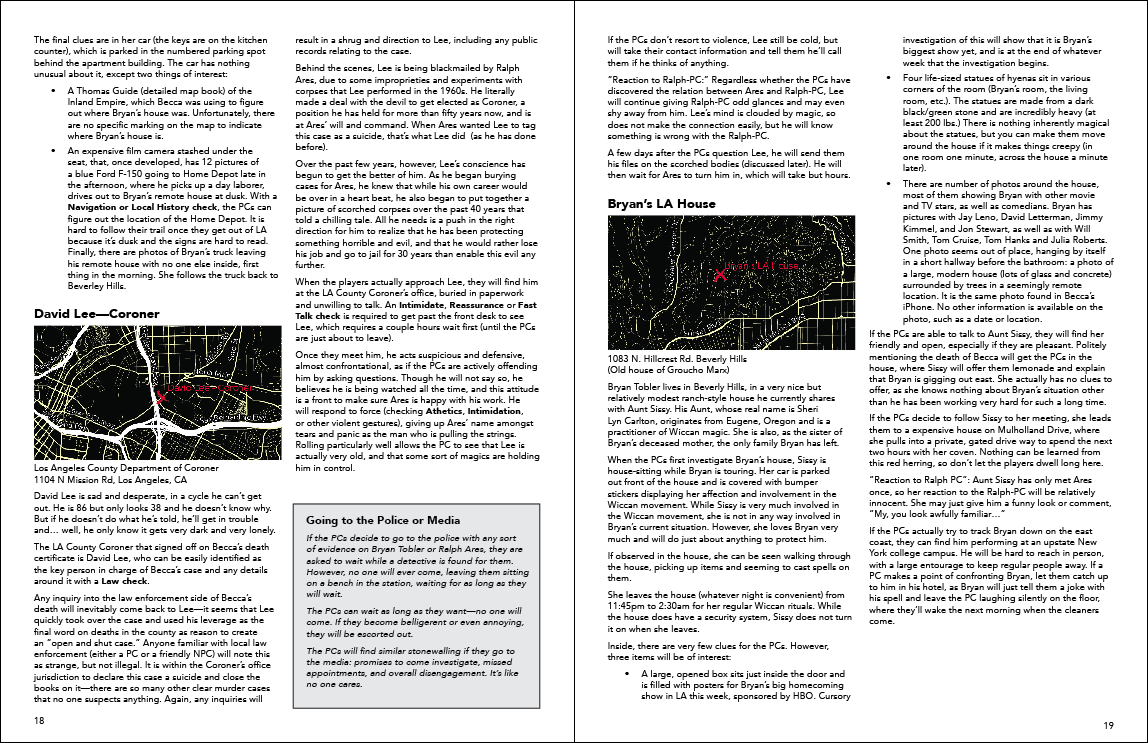 The final clues are in her car (the keys are on the kitchen
counter), which is parked in the numbered parking spot
behind the apartment building. The car has nothing
unusual about it, except two things of interest:
• A Thomas Guide (detailed map book) of the
Inland Empire, which Becca was using to figure
out where Bryan's house was. Unfortunately, there
are no specific marking on the map to indicate
where Bryan's house is.
• An expensive film camera stashed under the
seat, that, once developed, has 12 pictures of
a blue Ford F-150 going to Home Depot late in
the afternoon, where he picks up a day laborer,
drives out to Bryan's remote house at dusk. With a
Navigation or Local History check, the PCs can
figure out the location of the Home Depot. It is
hard to follow their trail once they get out of LA
because it's dusk and the signs are hard to read.
Finally, there are photos of Bryan's truck leaving
his remote house with no one else inside, first
thing in the morning. She follows the truck back to
Beverley Hills.
David Lee—Coroner
David Lee - Coroner
Los Angeles County Department of Coroner
1104 N Mission Rd, Los Angeles, CA
David Lee is sad and desperate, in a cycle he can't get
out. He is 86 but only looks 38 and he doesn't know why.
But if he doesn't do what he's told, he'll get in trouble
and… well, he only know it gets very dark and very lonely.
The LA County Coroner that signed off on Becca's death
certificate is David Lee, who can be easily identified as
the key person in charge of Becca's case and any details
around it with a Law check.
Any inquiry into the law enforcement side of Becca's
death will inevitably come back to Lee—it seems that Lee
quickly took over the case and used his leverage as the
final word on deaths in the county as reason to create
an "open and shut case." Anyone familiar with local law
enforcement (either a PC or a friendly NPC) will note this
as strange, but not illegal. It is within the Coroner's office
jurisdiction to declare this case a suicide and close the
books on it—there are so many other clear murder cases
that no one suspects anything. Again, any inquiries will
18
result in a shrug and direction to Lee, including any public
records relating to the case.
Behind the scenes, Lee is being blackmailed by Ralph
Ares, due to some improprieties and experiments with
corpses that Lee performed in the 1960s. He literally
made a deal with the devil to get elected as Coroner, a
position he has held for more than fifty years now, and is
at Ares' will and command. When Ares wanted Lee to tag
this case as a suicide, that's what Lee did (as he has done
before).
Over the past few years, however, Lee's conscience has
begun to get the better of him. As he began burying
cases for Ares, he knew that while his own career would
be over in a heart beat, he also began to put together a
picture of scorched corpses over the past 40 years that
told a chilling tale. All he needs is a push in the right
direction for him to realize that he has been protecting
something horrible and evil, and that he would rather lose
his job and go to jail for 30 years than enable this evil any
further.
When the players actually approach Lee, they will find him
at the LA County Coroner's office, buried in paperwork
and unwilling to talk. An Intimidate, Reassurance or Fast
Talk check is required to get past the front desk to see
Lee, which requires a couple hours wait first (until the PCs
are just about to leave).
Once they meet him, he acts suspicious and defensive,
almost confrontational, as if the PCs are actively offending
him by asking questions. Though he will not say so, he
believes he is being watched all the time, and this attitude
is a front to make sure Ares is happy with his work. He
will respond to force (checking Athetics, Intimidation,
or other violent gestures), giving up Ares' name amongst
tears and panic as the man who is pulling the strings.
Rolling particularly well allows the PC to see that Lee is
actually very old, and that some sort of magics are holding
him in control.
Going to the Police or Media
If the PCs decide to go to the police with any sort
of evidence on Bryan Tobler or Ralph Ares, they are
asked to wait while a detective is found for them.
However, no one will ever come, leaving them sitting
on a bench in the station, waiting for as long as they
will wait.
The PCs can wait as long as they want—no one will
come. If they become belligerent or even annoying,
they will be escorted out.
The PCs will find similar stonewalling if they go to
the media: promises to come investigate, missed
appointments, and overall disengagement. It's like
no one cares.
If the PCs don't resort to violence, Lee still be cold, but
will take their contact information and tell them he'll call
them if he thinks of anything.
"Reaction to Ralph-PC:" Regardless whether the PCs have
discovered the relation between Ares and Ralph-PC, Lee
will continue giving Ralph-PC odd glances and may even
shy away from him. Lee's mind is clouded by magic, so
does not make the connection easily, but he will know
something is wrong with the Ralph-PC.
A few days after the PCs question Lee, he will send them
his files on the scorched bodies (discussed later). He will
then wait for Ares to turn him in, which will take but hours.
Bryan's LA House
Bryan's LA House
1083 N. Hillcrest Rd. Beverly Hills
(Old house of Groucho Marx)
Bryan Tobler lives in Beverly Hills, in a very nice but
relatively modest ranch-style house he currently shares
with Aunt Sissy. His Aunt, whose real name is Sheri
Lyn Carlton, originates from Eugene, Oregon and is a
practitioner of Wiccan magic. She is also, as the sister of
Bryan's deceased mother, the only family Bryan has left.
When the PCs first investigate Bryan's house, Sissy is
house-sitting while Bryan is touring. Her car is parked
out front of the house and is covered with bumper
stickers displaying her affection and involvement in the
Wiccan movement. While Sissy is very much involved in
the Wiccan movement, she is not in any way involved in
Bryan's current situation. However, she loves Bryan very
much and will do just about anything to protect him.
If observed in the house, she can be seen walking through
the house, picking up items and seeming to cast spells on
them.
She leaves the house (whatever night is convenient) from
11:45pm to 2:30am for her regular Wiccan rituals. While
the house does have a security system, Sissy does not turn
it on when she leaves.
Inside, there are very few clues for the PCs. However,
three items will be of interest:
• A large, opened box sits just inside the door and
is filled with posters for Bryan's big homecoming
show in LA this week, sponsored by HBO. Cursory
investigation of this will show that it is Bryan's
biggest show yet, and is at the end of whatever
week that the investigation begins.
• Four life-sized statues of hyenas sit in various
corners of the room (Bryan's room, the living
room, etc.). The statues are made from a dark
black/green stone and are incredibly heavy (at
least 200 lbs.) There is nothing inherently magical
about the statues, but you can make them move
around the house if it makes things creepy (in
one room one minute, across the house a minute
later).
• There are number of photos around the house,
most of them showing Bryan with other movie
and TV stars, as well as comedians. Bryan has
pictures with Jay Leno, David Letterman, Jimmy
Kimmel, and Jon Stewart, as well as with Will
Smith, Tom Cruise, Tom Hanks and Julia Roberts.
One photo seems out of place, hanging by itself
in a short hallway before the bathroom: a photo of
a large, modern house (lots of glass and concrete)
surrounded by trees in a seemingly remote
location. It is the same photo found in Becca's
iPhone. No other information is available on the
photo, such as a date or location.
If the PCs are able to talk to Aunt Sissy, they will find her
friendly and open, especially if they are pleasant. Politely
mentioning the death of Becca will get the PCs in the
house, where Sissy will offer them lemonade and explain
that Bryan is gigging out east. She actually has no clues to
offer, as she knows nothing about Bryan's situation other
than he has been working very hard for such a long time.
If the PCs decide to follow Sissy to her meeting, she leads
them to a expensive house on Mulholland Drive, where
she pulls into a private, gated drive way to spend the next
two hours with her coven. Nothing can be learned from
this red herring, so don't let the players dwell long here.
"Reaction to Ralph PC": Aunt Sissy has only met Ares
once, so her reaction to the Ralph-PC will be relatively
innocent. She may just give him a funny look or comment,
"My, you look awfully familiar…"
If the PCs actually try to track Bryan down on the east
coast, they can find him performing at an upstate New
York college campus. He will be hard to reach in person,
with a large entourage to keep regular people away. If a
PC makes a point of confronting Bryan, let them catch up
to him in his hotel, as Bryan will just tell them a joke with
his spell and leave the PC laughing silently on the floor,
where they'll wake the next morning when the cleaners
come.
19